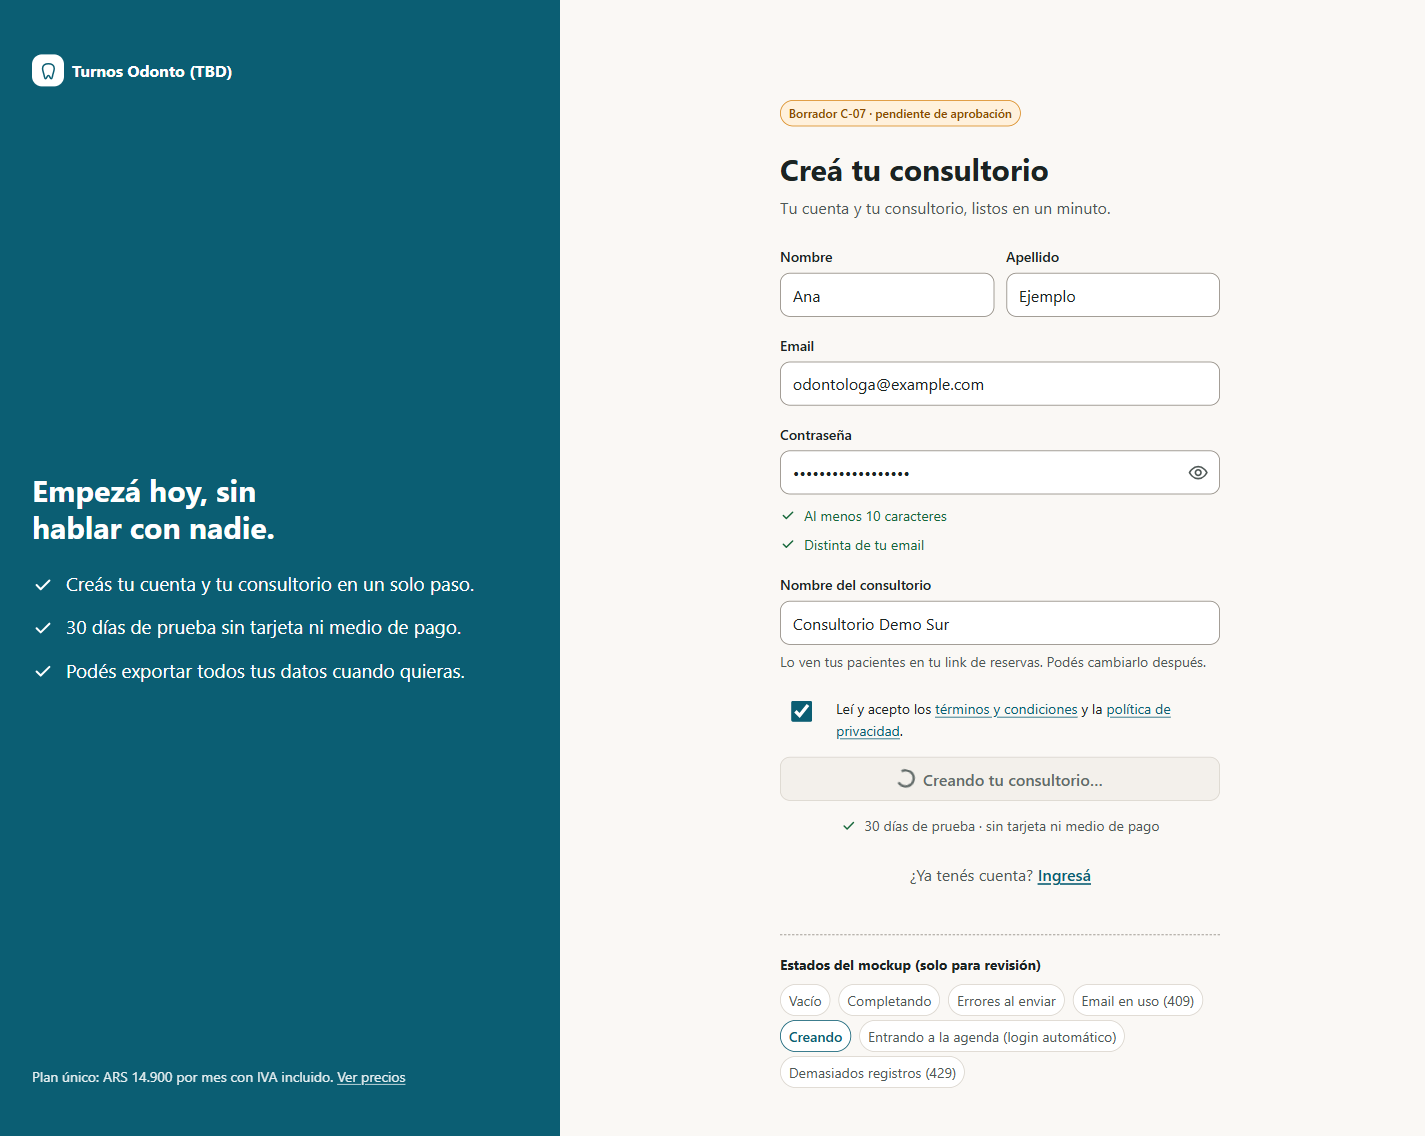 Turnos Odonto (TBD)
Empezá hoy, sin
hablar con nadie.
Creás tu cuenta y tu consultorio en un solo paso.
30 días de prueba sin tarjeta ni medio de pago.
Podés exportar todos tus datos cuando quieras.
Plan único: ARS 14.900 por mes con IVA incluido. Ver precios
Borrador C-07 · pendiente de aprobación
Creá tu consultorio
Tu cuenta y tu consultorio, listos en un minuto.
Nombre
Apellido
Ana
Ejemplo
Email
odontologa@example.com
Contraseña
••••••••••••••••••
Al menos 10 caracteres
Distinta de tu email
Nombre del consultorio
Consultorio Demo Sur
Lo ven tus pacientes en tu link de reservas. Podés cambiarlo después.
Leí y acepto los términos y condiciones y la política de
privacidad.
Creando tu consultorio...
30 días de prueba · sin tarjeta ni medio de pago
¿Ya tenés cuenta? Ingresá
Estados del mockup (solo para revisión)
Vacío
Completando
Errores al enviar
Email en uso (409)
Creando
Entrando a la agenda (login automático)
Demasiados registros (429)